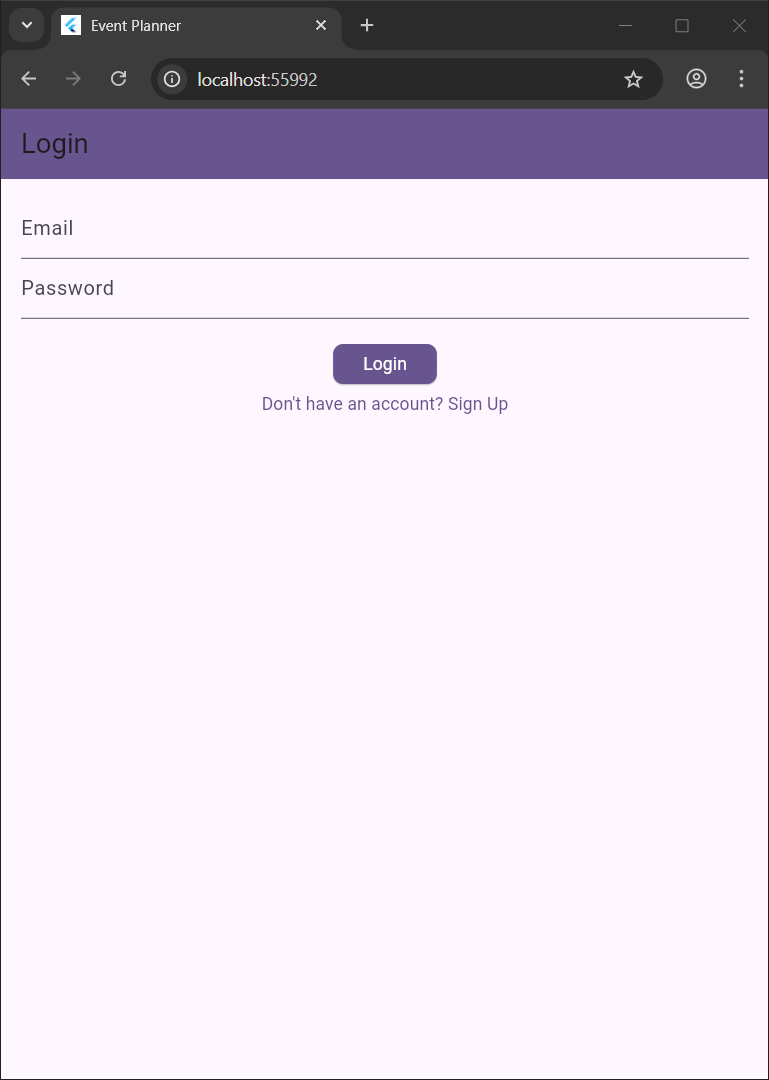 Event Planner
localhost:55992
Login
Email
Password
Login
Don't have an account? Sign Up